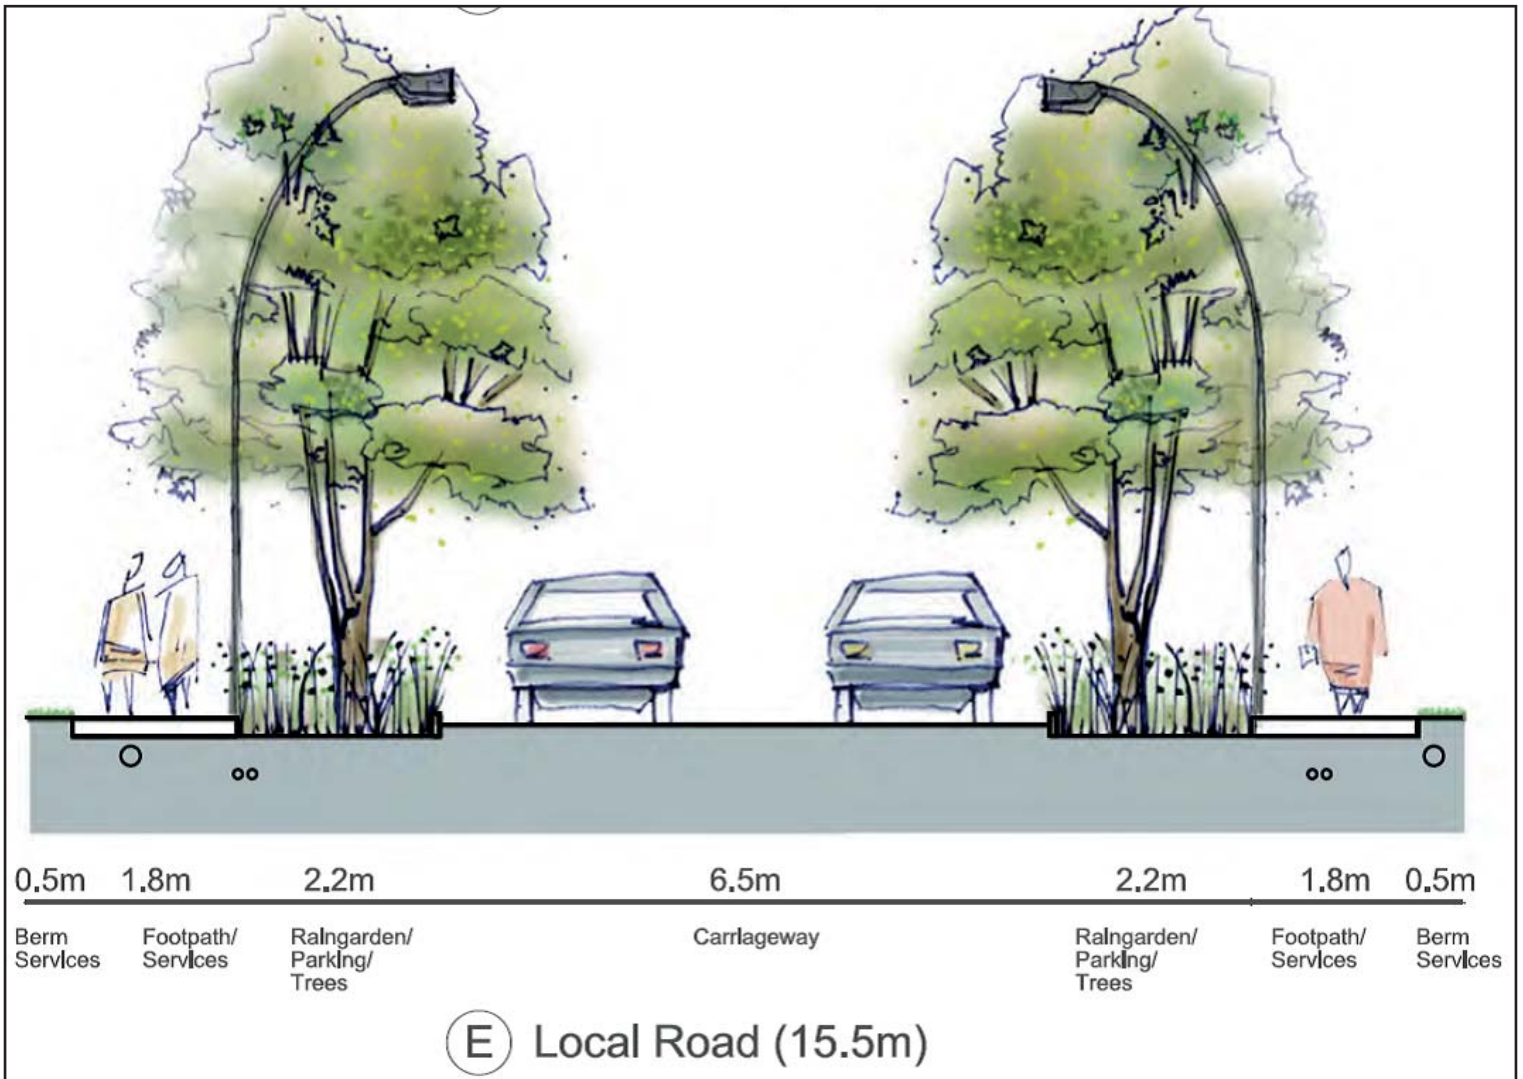 0.5m 1.8m 2.2m 6.5m 2.2m 1.8m 0.5m
Berm Footpath/ Raingarden/ Carriageway Raingarden/ Footpath/ Berm
Services Services Parking/ Parking/ Services Services
Trees Trees
E Local Road (15.5m)